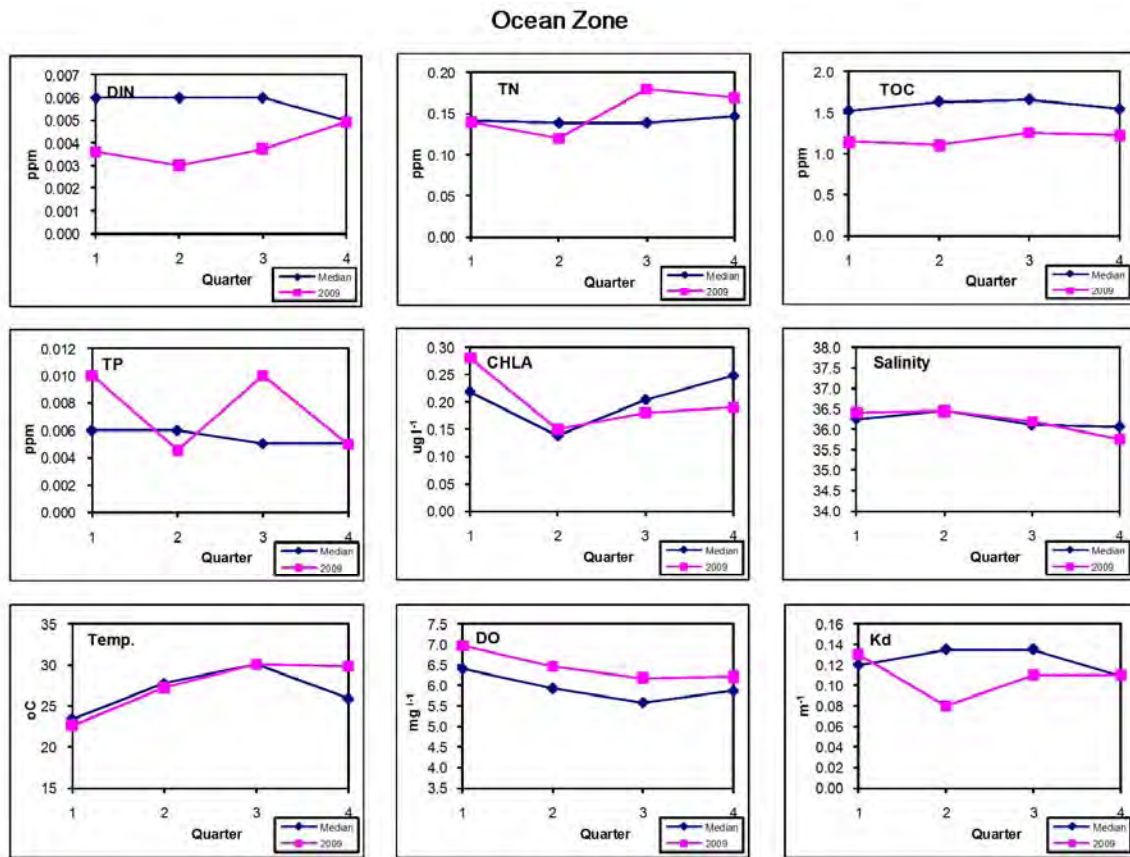 Ocean Zone
DIN
0.007
0.006
0.005
0.004
0.003
0.002
0.001
0.000
ppm
1 2 3 4
Quarter
Median
2009
TN
0.20
0.15
0.10
0.05
0.00
ppm
1 2 3 4
Quarter
Median
2009
TOC
2.0
1.5
1.0
0.5
0.0
ppm
1 2 3 4
Quarter
Median
2009
TP
0.012
0.010
0.008
0.006
0.004
0.002
0.000
ppm
1 2 3 4
Quarter
Median
2009
CHLA
0.30
0.25
0.20
0.15
0.10
0.05
0.00
ug l-1
1 2 3 4
Quarter
Median
2009
Salinity
38.0
37.5
37.0
36.5
36.0
35.5
35.0
34.5
34.0
1 2 3 4
Quarter
Median
2009
Temp.
35
30
25
20
15
oC
1 2 3 4
Quarter
Median
2009
DO
7.5
7.0
6.5
6.0
5.5
5.0
4.5
4.0
3.5
mg l-1
1 2 3 4
Quarter
Median
2009
Kd
0.16
0.14
0.12
0.10
0.08
0.06
0.04
0.02
0.00
m-1
1 2 3 4
Quarter
Median
2009